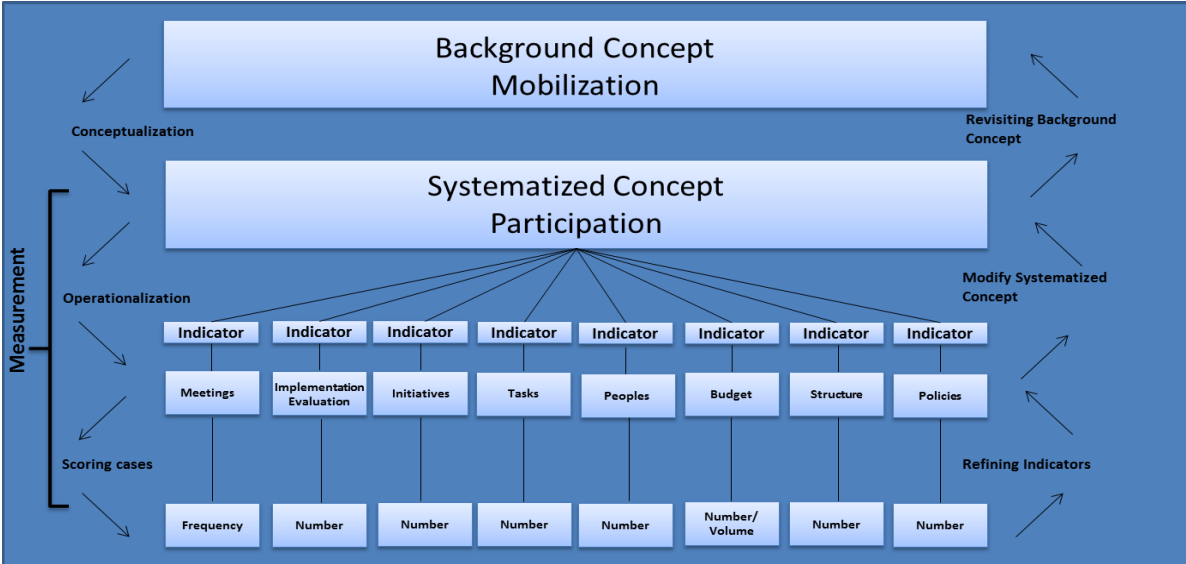 Background Concept
Mobilization
Conceptualization
Revisiting Background
Concept
Systematized Concept
Participation
Measurement
Operationalization
Modify Systematized
Concept
Indicator
Indicator
Indicator
Indicator
Indicator
Indicator
Indicator
Indicator
Meetings
Implementation
Evaluation
Initiatives
Tasks
Peoples
Budget
Structure
Policies
Scoring cases
Refining Indicators
Frequency
Number
Number
Number
Number
Number/
Volume
Number
Number